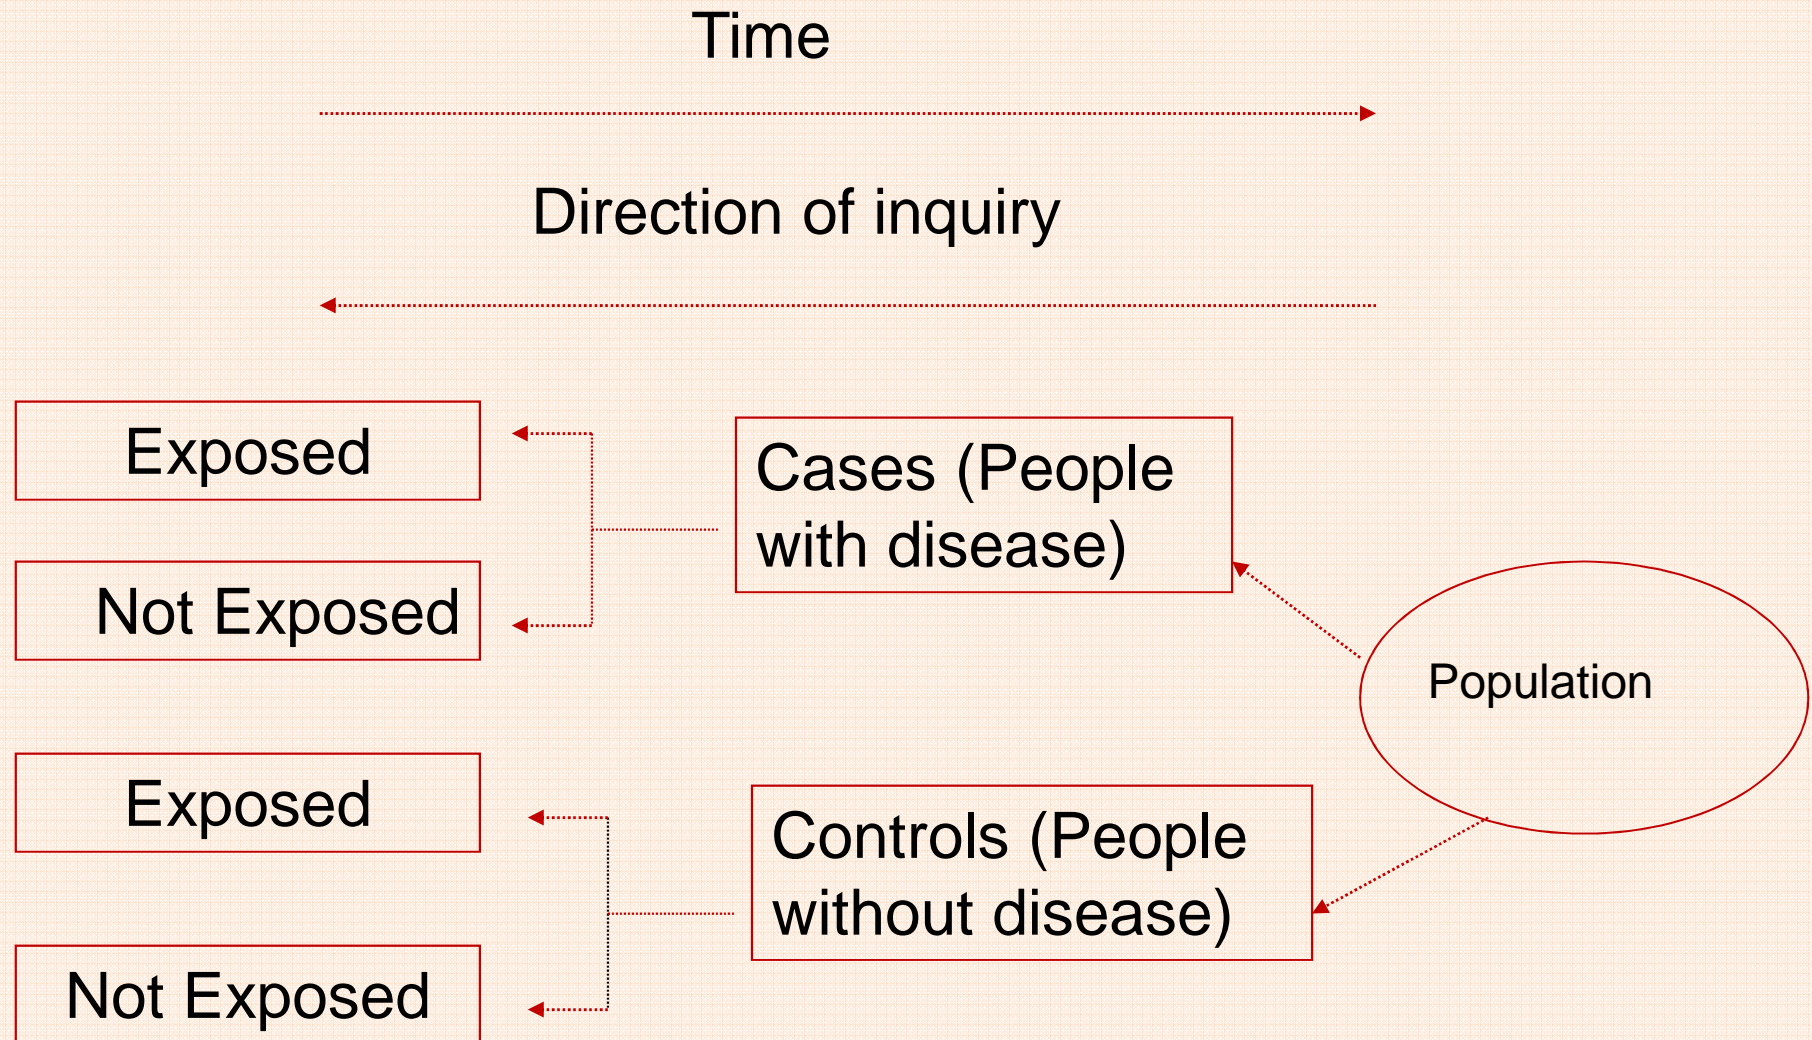 Time
Direction of inquiry
Exposed
Cases (People
with disease)
Not Exposed
Population
Exposed
Controls (People
without disease)
Not Exposed